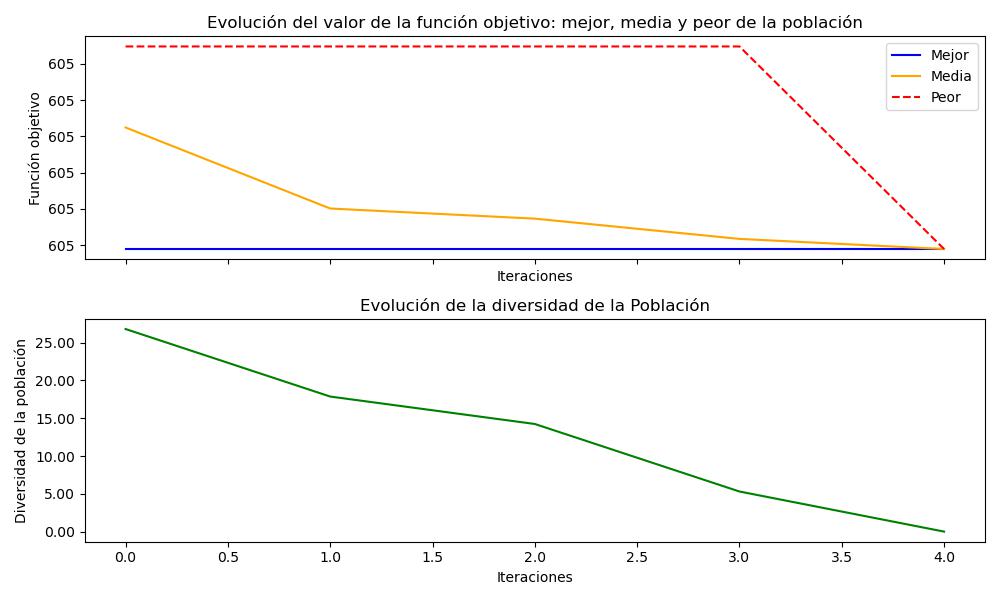 Evolución del valor de la función objetivo: mejor, media y peor de la población
Función objetivo
605
605
605
605
605
605
Mejor
Media
Peor
Iteraciones
Evolución de la diversidad de la Población
Diversidad de la población
25.00
20.00
15.00
10.00
5.00
0.00
0.0 0.5 1.0 1.5 2.0 2.5 3.0 3.5 4.0
Iteraciones